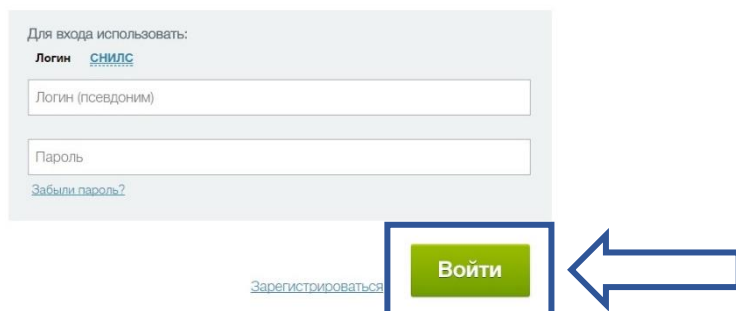 Для входа использовать:
Логин СНИЛС
Логин (псевдоним)
Пароль
Забыли пароль?
Зарегистрироваться Войти